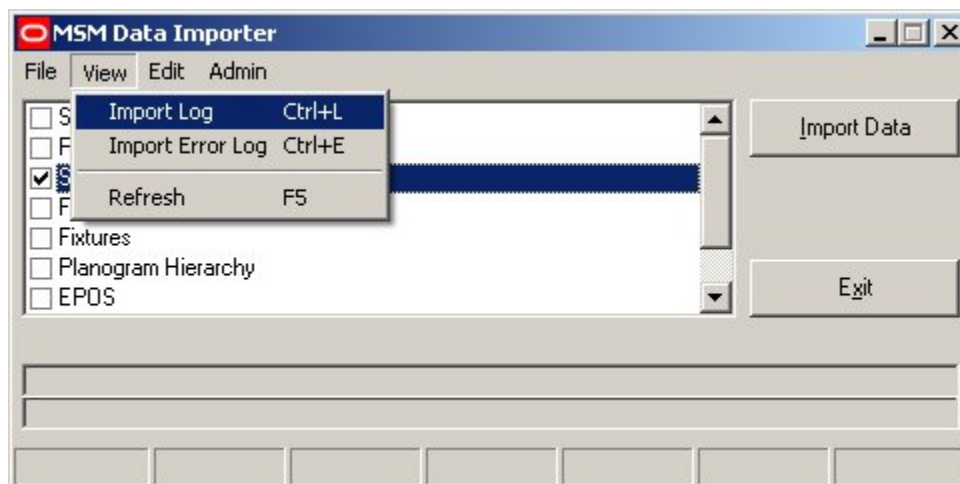 MSM Data Importer
File View Edit Admin
Import Log Ctrl+L
Import Error Log Ctrl+E
Refresh F5
Fixtures
Planogram Hierarchy
EPOS
Import Data
Exit